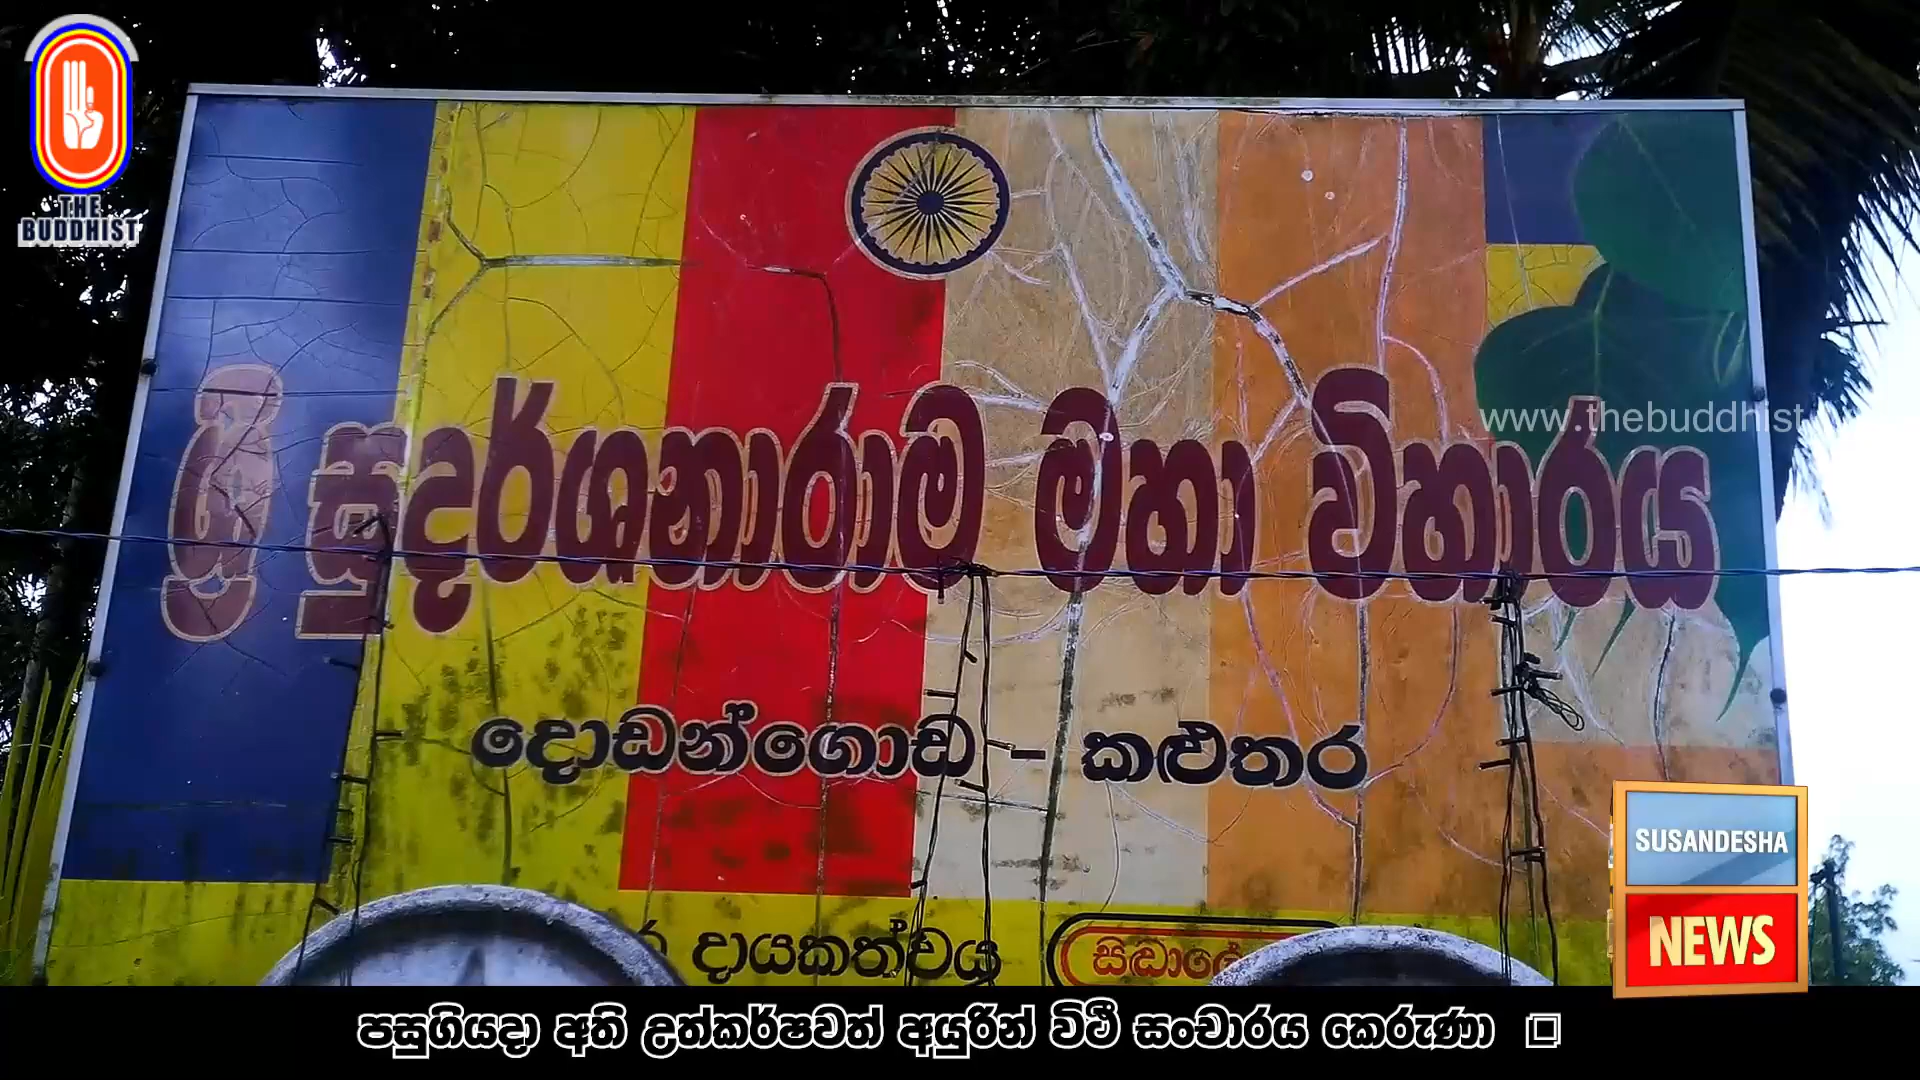 THE
BUDDHIST
www.thebuddhist
ශ්‍රී සුදර්ශනාරාම මහා විහාරය
දොඩන්ගොඩ - කළුතර
දායකත්වය
SUSANDESHA
NEWS
පසුගියදා අති උත්කර්ෂවත් අයුරින් විථී සංචාරය කෙරුණා